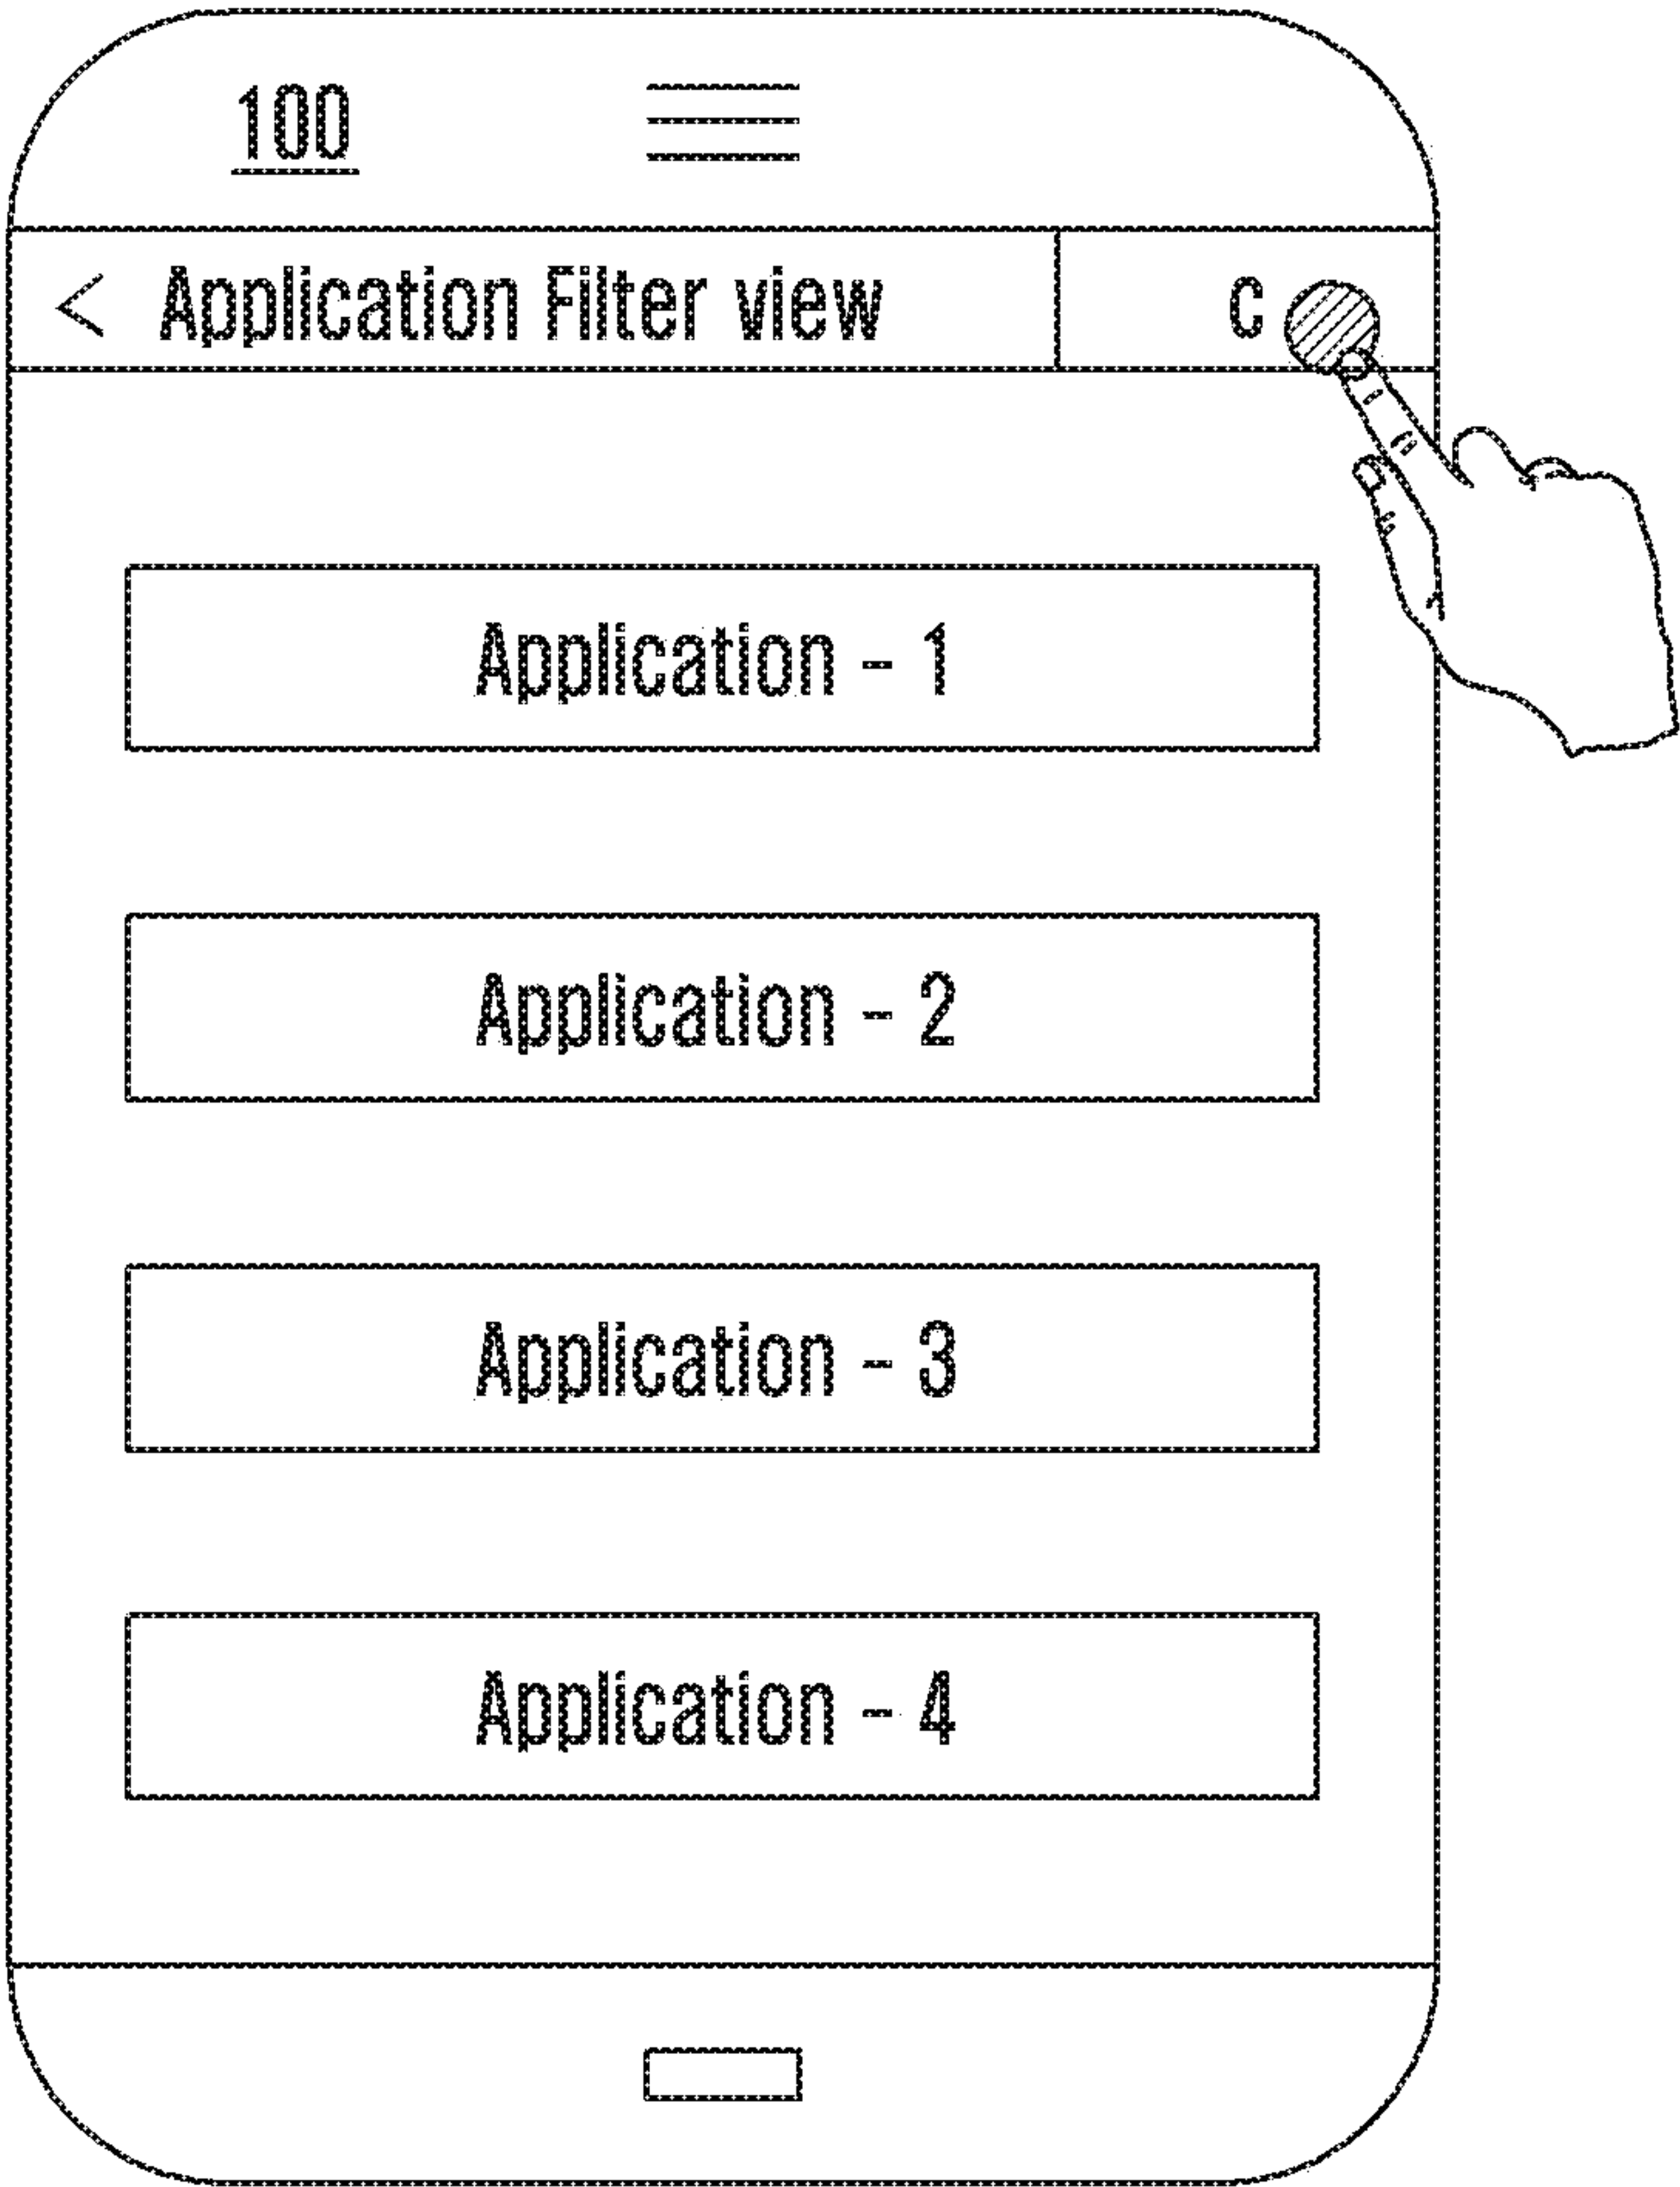 100
< Application Filter view C
Application - 1
Application - 2
Application - 3
Application - 4